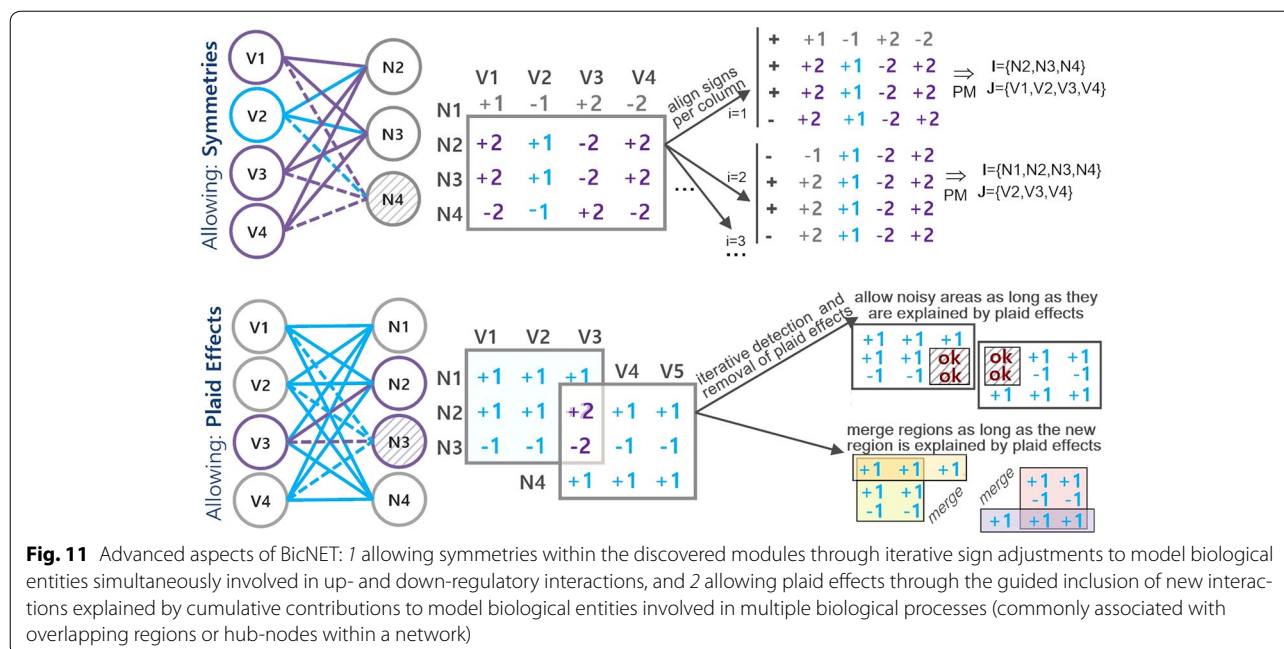 Allowing: Symmetries
V1
V2
V3
V4
N2
N3
N4
V1 V2 V3 V4
N1 +1 -1 +2 -2
N2 +2 +1 -2 +2
N3 +2 +1 -2 +2
N4 -2 -1 +2 -2
align signs
per column
i=1
+ +1 -1 +2 -2
+ +2 +1 -2 +2
+ +2 +1 -2 +2
- +2 +1 -2 +2
⇒
PM
I={N2,N3,N4}
J={V1,V2,V3,V4}
...
i=2
- -1 +1 -2 +2
+ +2 +1 -2 +2
+ +2 +1 -2 +2
- +2 +1 -2 +2
⇒
PM
I={N1,N2,N3,N4}
J={V2,V3,V4}
i=3
...
Allowing: Plaid Effects
V1
V2
V3
V4
N1
N2
N3
N4
V1 V2 V3
V4 V5
N1 +1 +1 +1
N2 +1 +1 +2 +1 +1
N3 -1 -1 -2 -1 -1
N4 +1 +1 +1
iterative detection and
removal of plaid effects
allow noisy areas as long as they
are explained by plaid effects
+1 +1 +1
+1 +1 ok
-1 -1 ok
ok +1 +1
ok -1 -1
+1 +1 +1
merge regions as long as the new
region is explained by plaid effects
+1 +1 +1
+1 +1
-1 -1
merge
merge
+1 +1
-1 -1
+1 +1 +1
Fig. 11 Advanced aspects of BicNET: 1 allowing symmetries within the discovered modules through iterative sign adjustments to model biological
entities simultaneously involved in up- and down-regulatory interactions, and 2 allowing plaid effects through the guided inclusion of new interac-
tions explained by cumulative contributions to model biological entities involved in multiple biological processes (commonly associated with
overlapping regions or hub-nodes within a network)